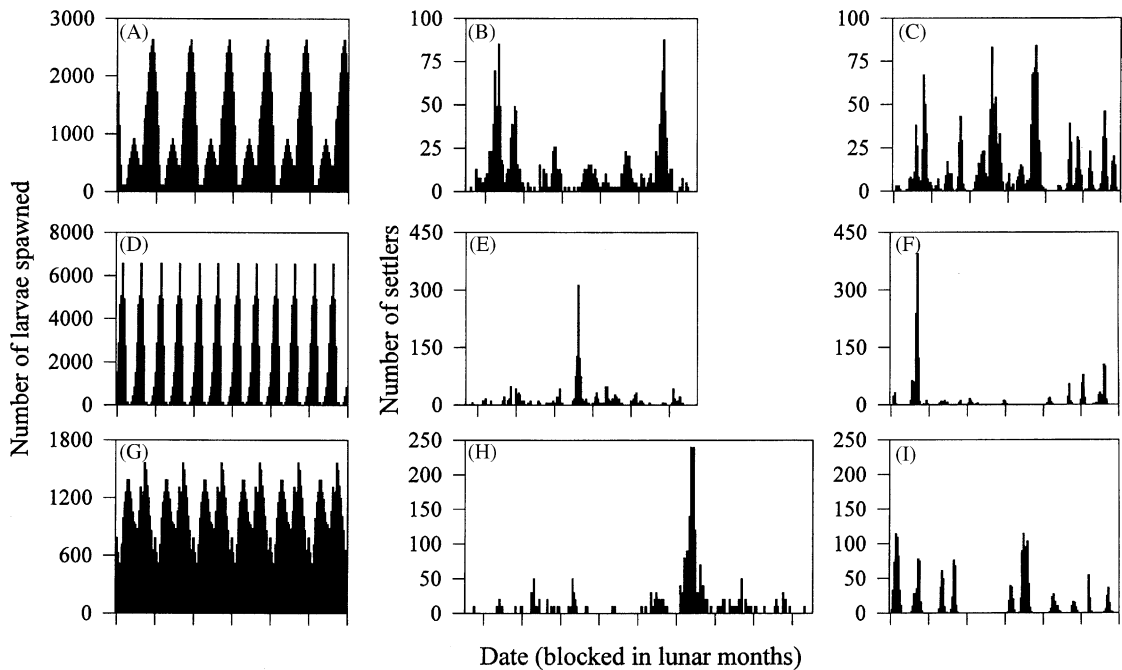 3000 (A) 100 (B) 100 (C)
2000 75 75
50 50
1000 25 25
0 0 0
8000 (D) 450 (E) 450 (F)
6000 300 300
4000
2000 150 150
0 0 0
1800 (G) 250 (H) 250 (I)
200 200
1200 150 150
600 100 100
50 50
0 0 0
Number of larvae spawned
Number of settlers
Date (blocked in lunar months)